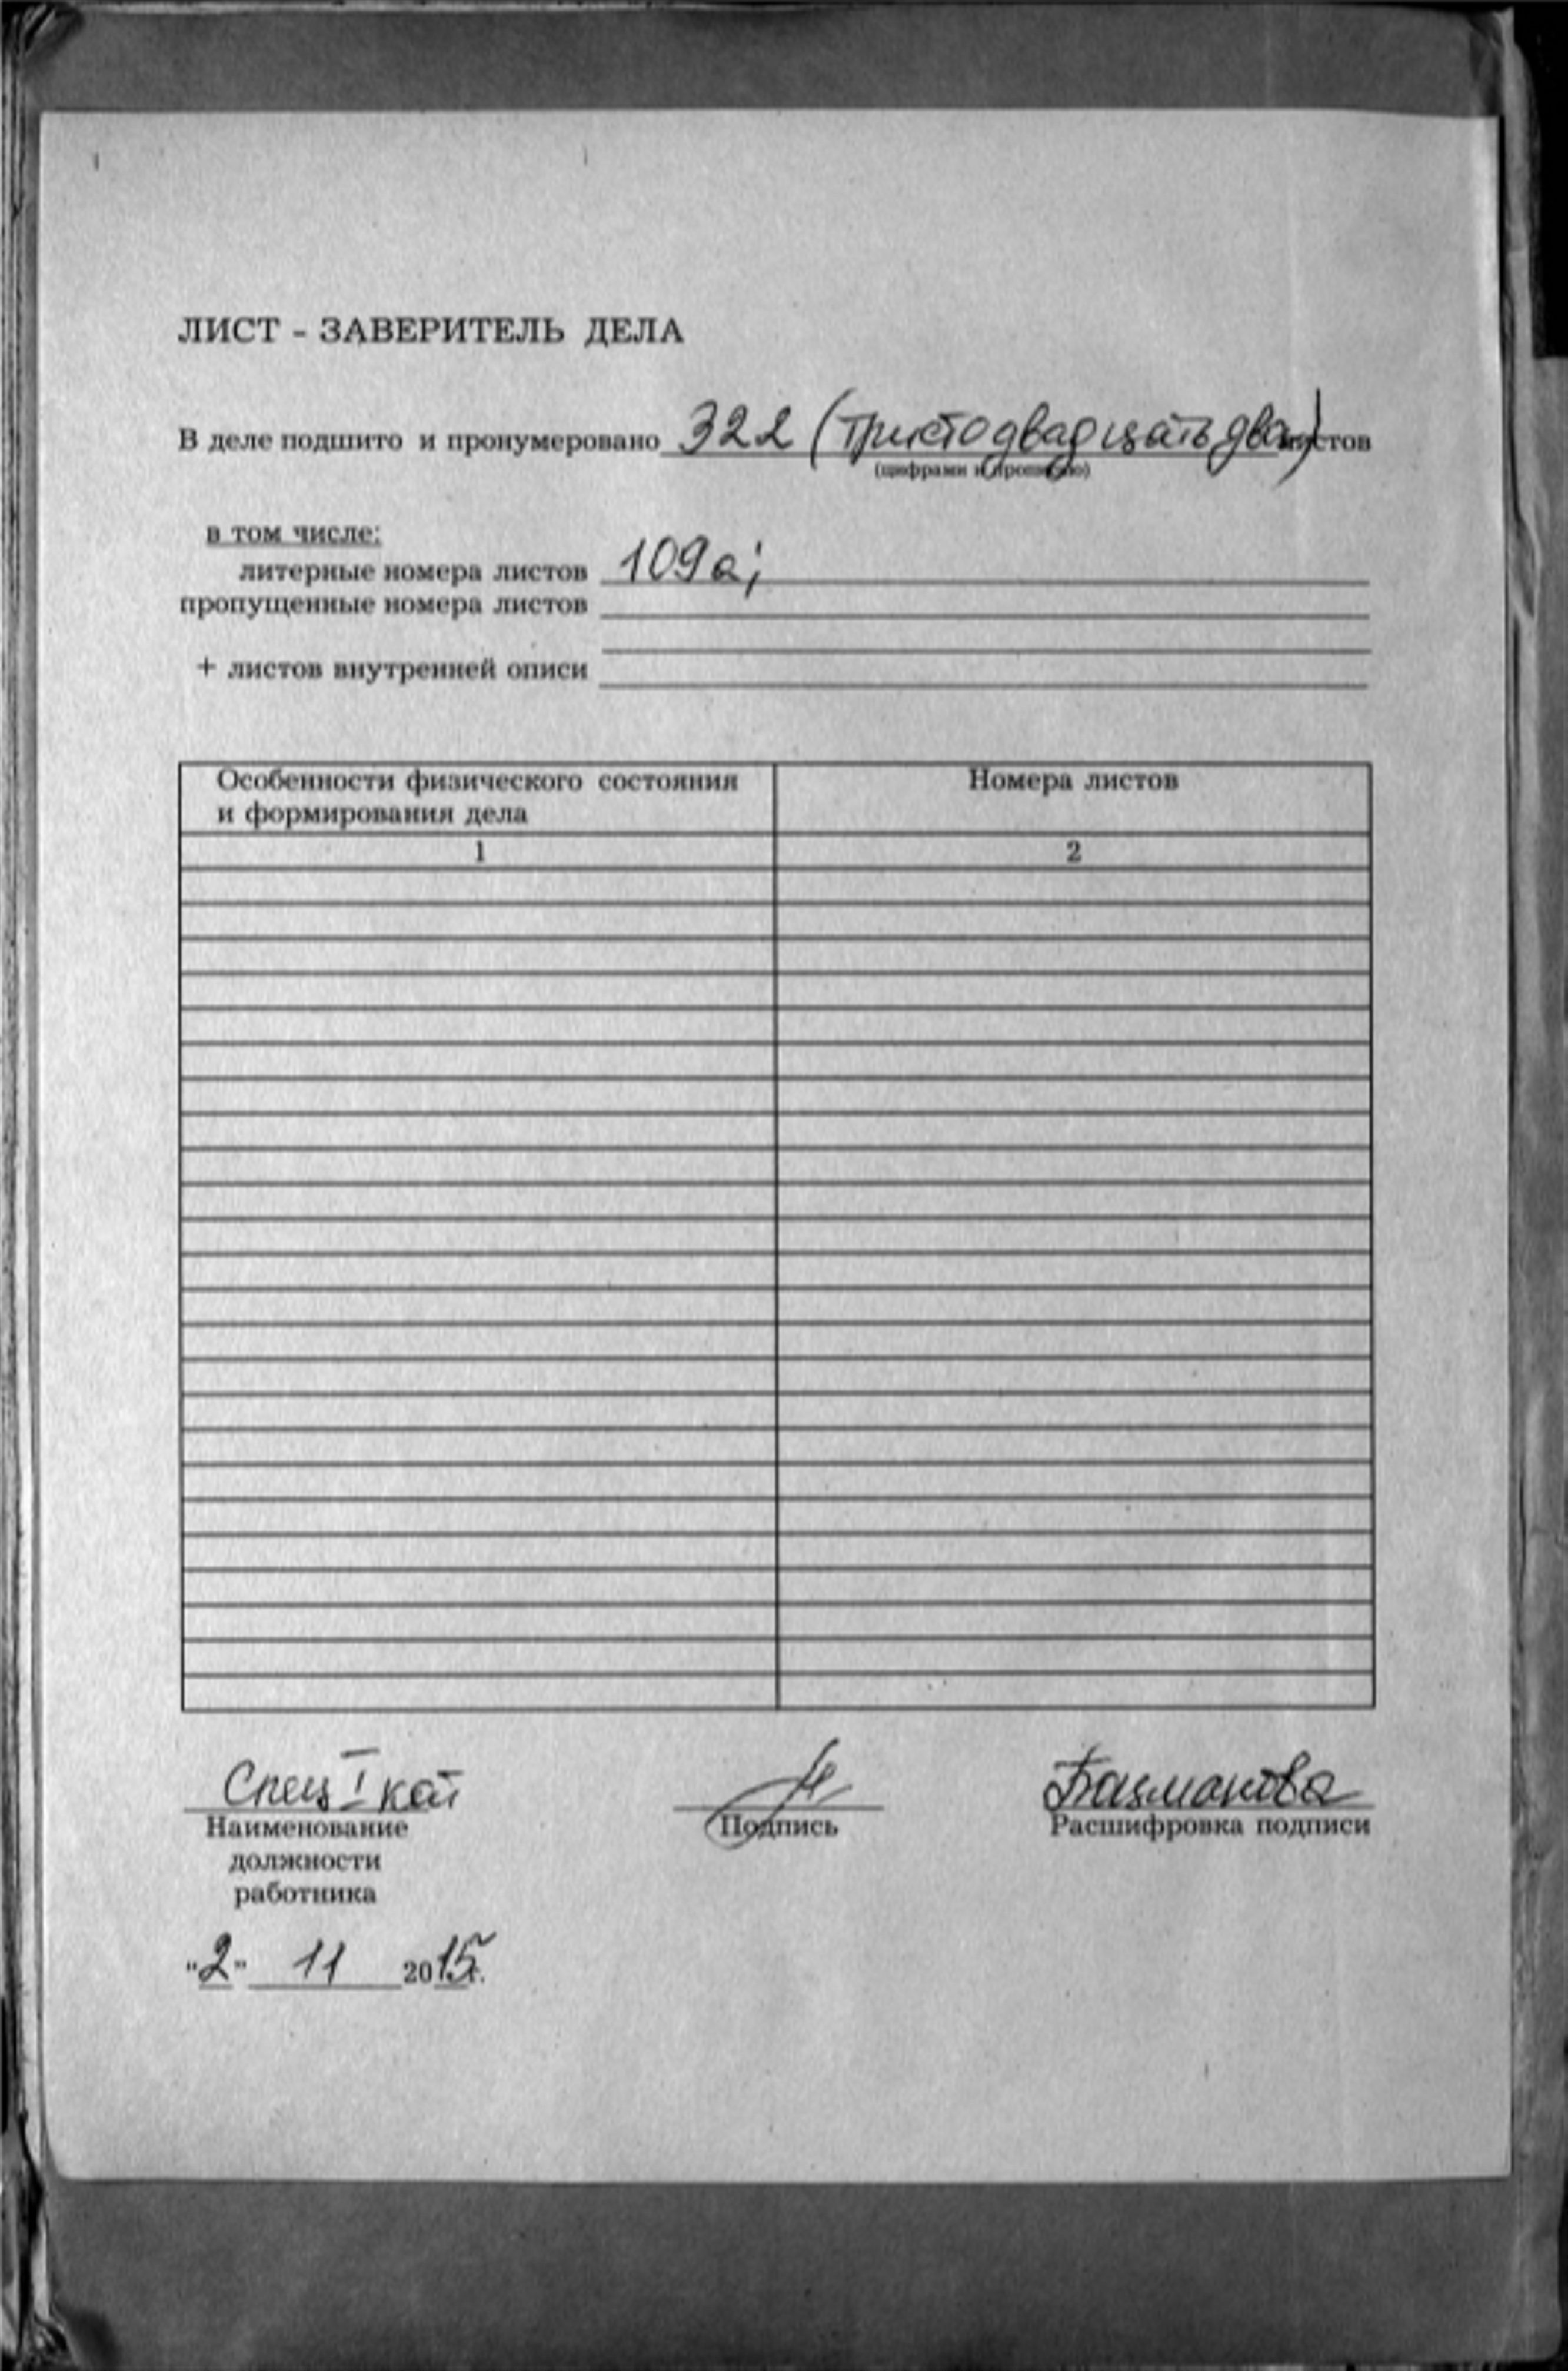 ЛИСТ - ЗАВЕРИТЕЛЬ ДЕЛА
В деле подшито и пронумеровано 322 (тристо двадцать два) листов
(цифрами и прописью)
в том числе:
литерные номера листов 109а;
пропущенные номера листов
+ листов внутренней описи
Особенности физического состояния Номера листов
и формирования дела
1 2
Спец I кат
Наименование Подпись Расшифровка подписи
должности
работника
"2" 11 2015г.